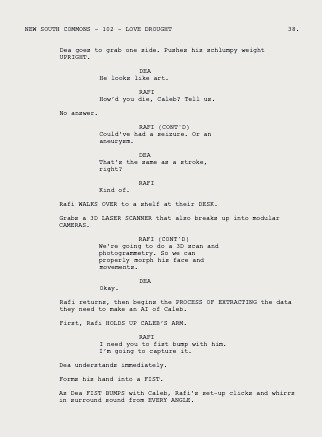 NEW SOUTH COMMONS - 102 - LOVE DROUGHT 38.
Dea goes to grab one side. Pushes his schlumpy weight
UPRIGHT.
DEA
He looks like art.
RAFI
How'd you die, Caleb? Tell us.
No answer.
RAFI (CONT'D)
Could've had a seizure. Or an
aneurysm.
DEA
That's the same as a stroke,
right?
RAFI
Kind of.
Rafi WALKS OVER to a shelf at their DESK.
Grabs a 3D LASER SCANNER that also breaks up into modular
CAMERAS.
RAFI (CONT'D)
We're going to do a 3D scan and
photogrammetry. So we can
properly morph his face and
movements.
DEA
Okay.
Rafi returns, then begins the PROCESS OF EXTRACTING the data
they need to make an AI of Caleb.
First, Rafi HOLDS UP CALEB'S ARM.
RAFI
I need you to fist bump with him.
I'm going to capture it.
Dea understands immediately.
Forms his hand into a FIST.
As Dea FIST BUMPS with Caleb, Rafi's set-up clicks and whirrs
in surround sound from EVERY ANGLE.